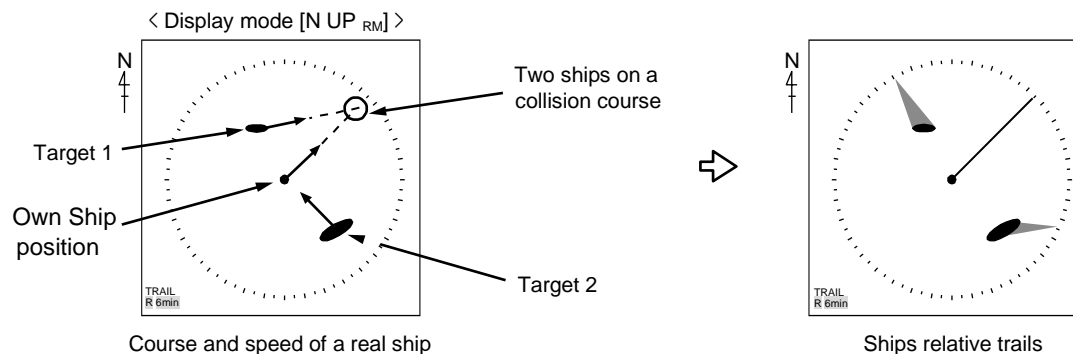 < Display mode [N UP RM] >
N
Two ships on a
collision course
Target 1
Own Ship
position
Target 2
TRAIL
R 6min
Course and speed of a real ship
N
TRAIL
R 6min
Ships relative trails